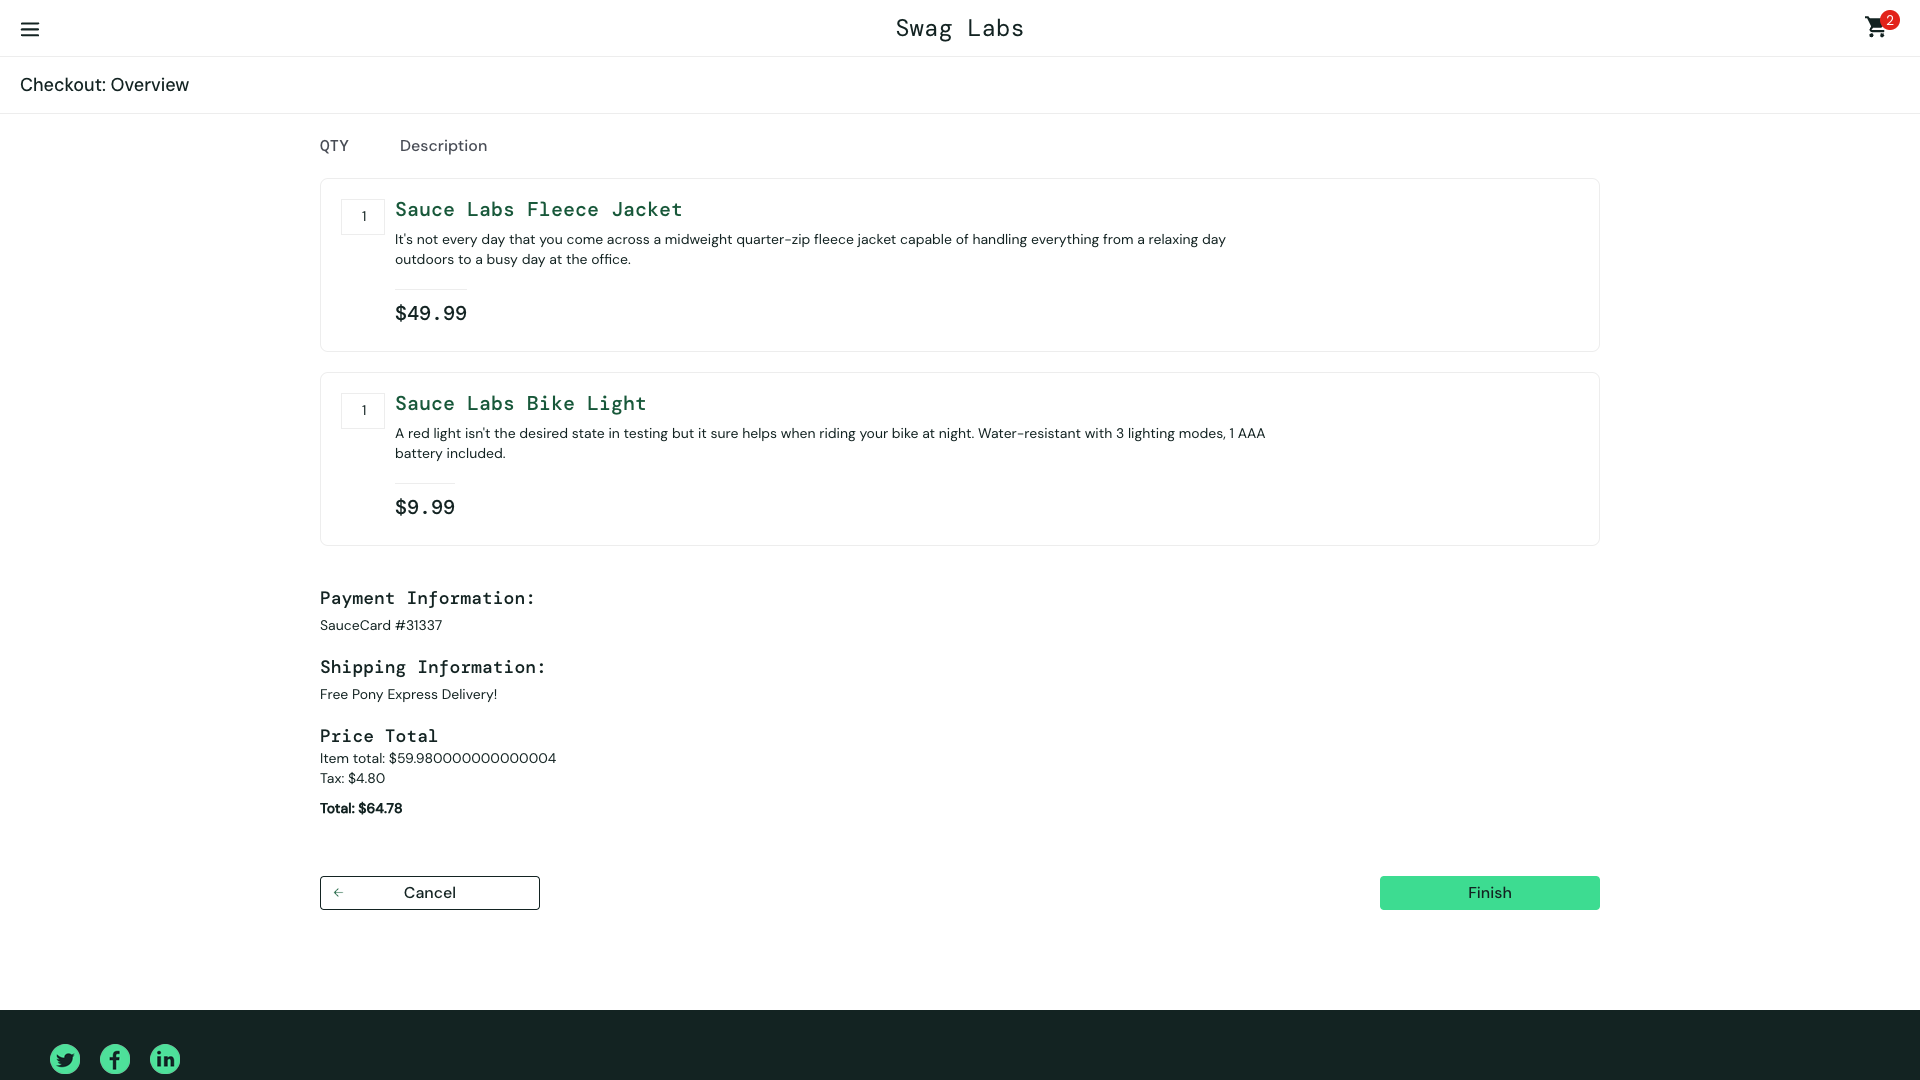 Swag Labs
2
Checkout: Overview
QTY Description
1
Sauce Labs Fleece Jacket
It's not every day that you come across a midweight quarter-zip fleece jacket capable of handling everything from a relaxing day
outdoors to a busy day at the office.
$49.99
1
Sauce Labs Bike Light
A red light isn't the desired state in testing but it sure helps when riding your bike at night. Water-resistant with 3 lighting modes, 1 AAA
battery included.
$9.99
Payment Information:
SauceCard #31337
Shipping Information:
Free Pony Express Delivery!
Price Total
Item total: $59.980000000000004
Tax: $4.80
Total: $64.78
Cancel
Finish